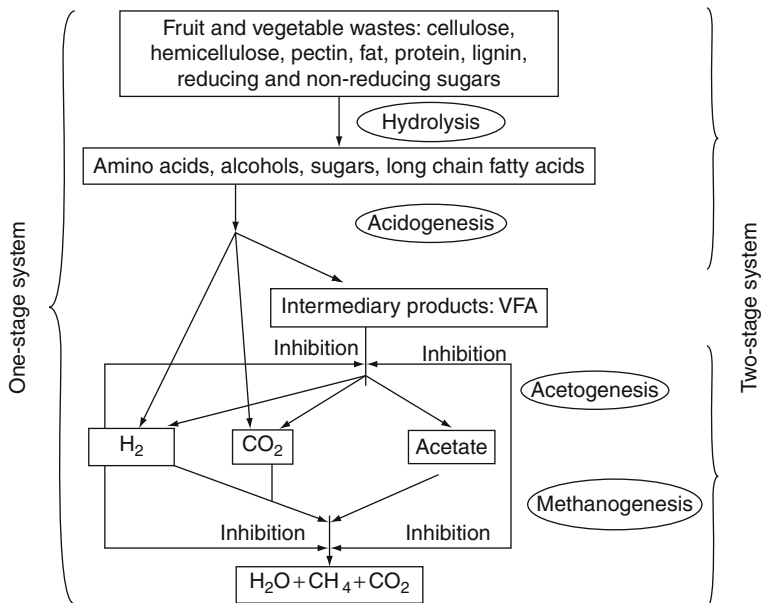 Fruit and vegetable wastes: cellulose,
hemicellulose, pectin, fat, protein, lignin,
reducing and non-reducing sugars
Hydrolysis
Amino acids, alcohols, sugars, long chain fatty acids
Acidogenesis
One-stage system
Two-stage system
Intermediary products: VFA
Inhibition
Inhibition
Acetogenesis
H₂
CO₂
Acetate
Methanogenesis
Inhibition
Inhibition
H₂O+CH₄+CO₂